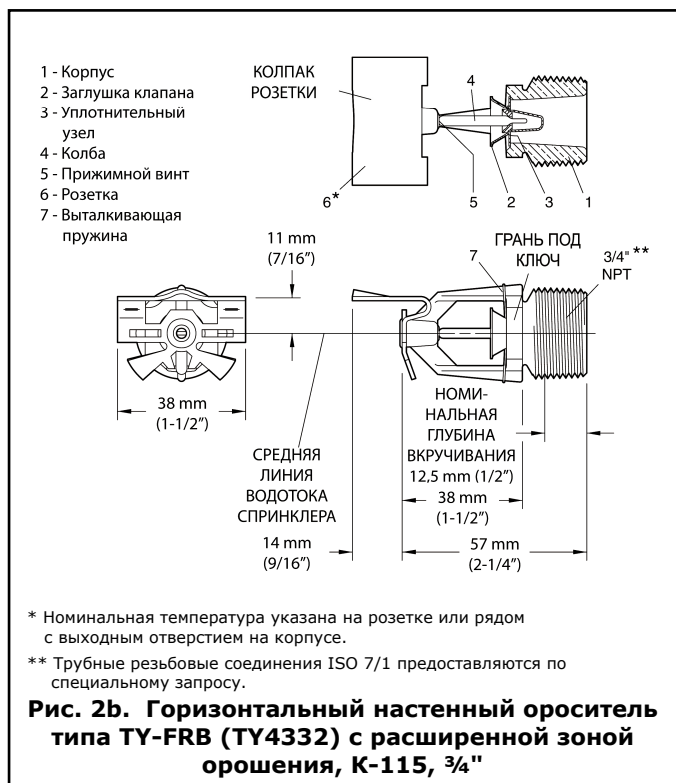 1 - Корпус
2 - Заглушка клапана
3 - Уплотнительный
узел
4 - Колба
5 - Прижимной винт
6 - Розетка
7 - Выталкивающая
пружина
КОЛПАК
РОЗЕТКИ
4
6*
5
2
3
1
11 mm
(7/16")
7
ГРАНЬ ПОД
КЛЮЧ
3/4" **
NPT
38 mm
(1-1/2")
СРЕДНЯЯ
ЛИНИЯ
ВОДОТОКА
СПРИНКЛЕРА
НОМИ-
НАЛЬНАЯ
ГЛУБИНА
ВКРУЧИВАНИЯ
12,5 mm (1/2")
38 mm
(1-1/2")
14 mm
(9/16")
57 mm
(2-1/4")
* Номинальная температура указана на розетке или рядом
с выходным отверстием на корпусе.
** Трубные резьбовые соединения ISO 7/1 предоставляются по
специальному запросу.
Рис. 2b. Горизонтальный настенный ороситель
типа TY-FRB (TY4332) с расширенной зоной
орошения, К-115, ¾"